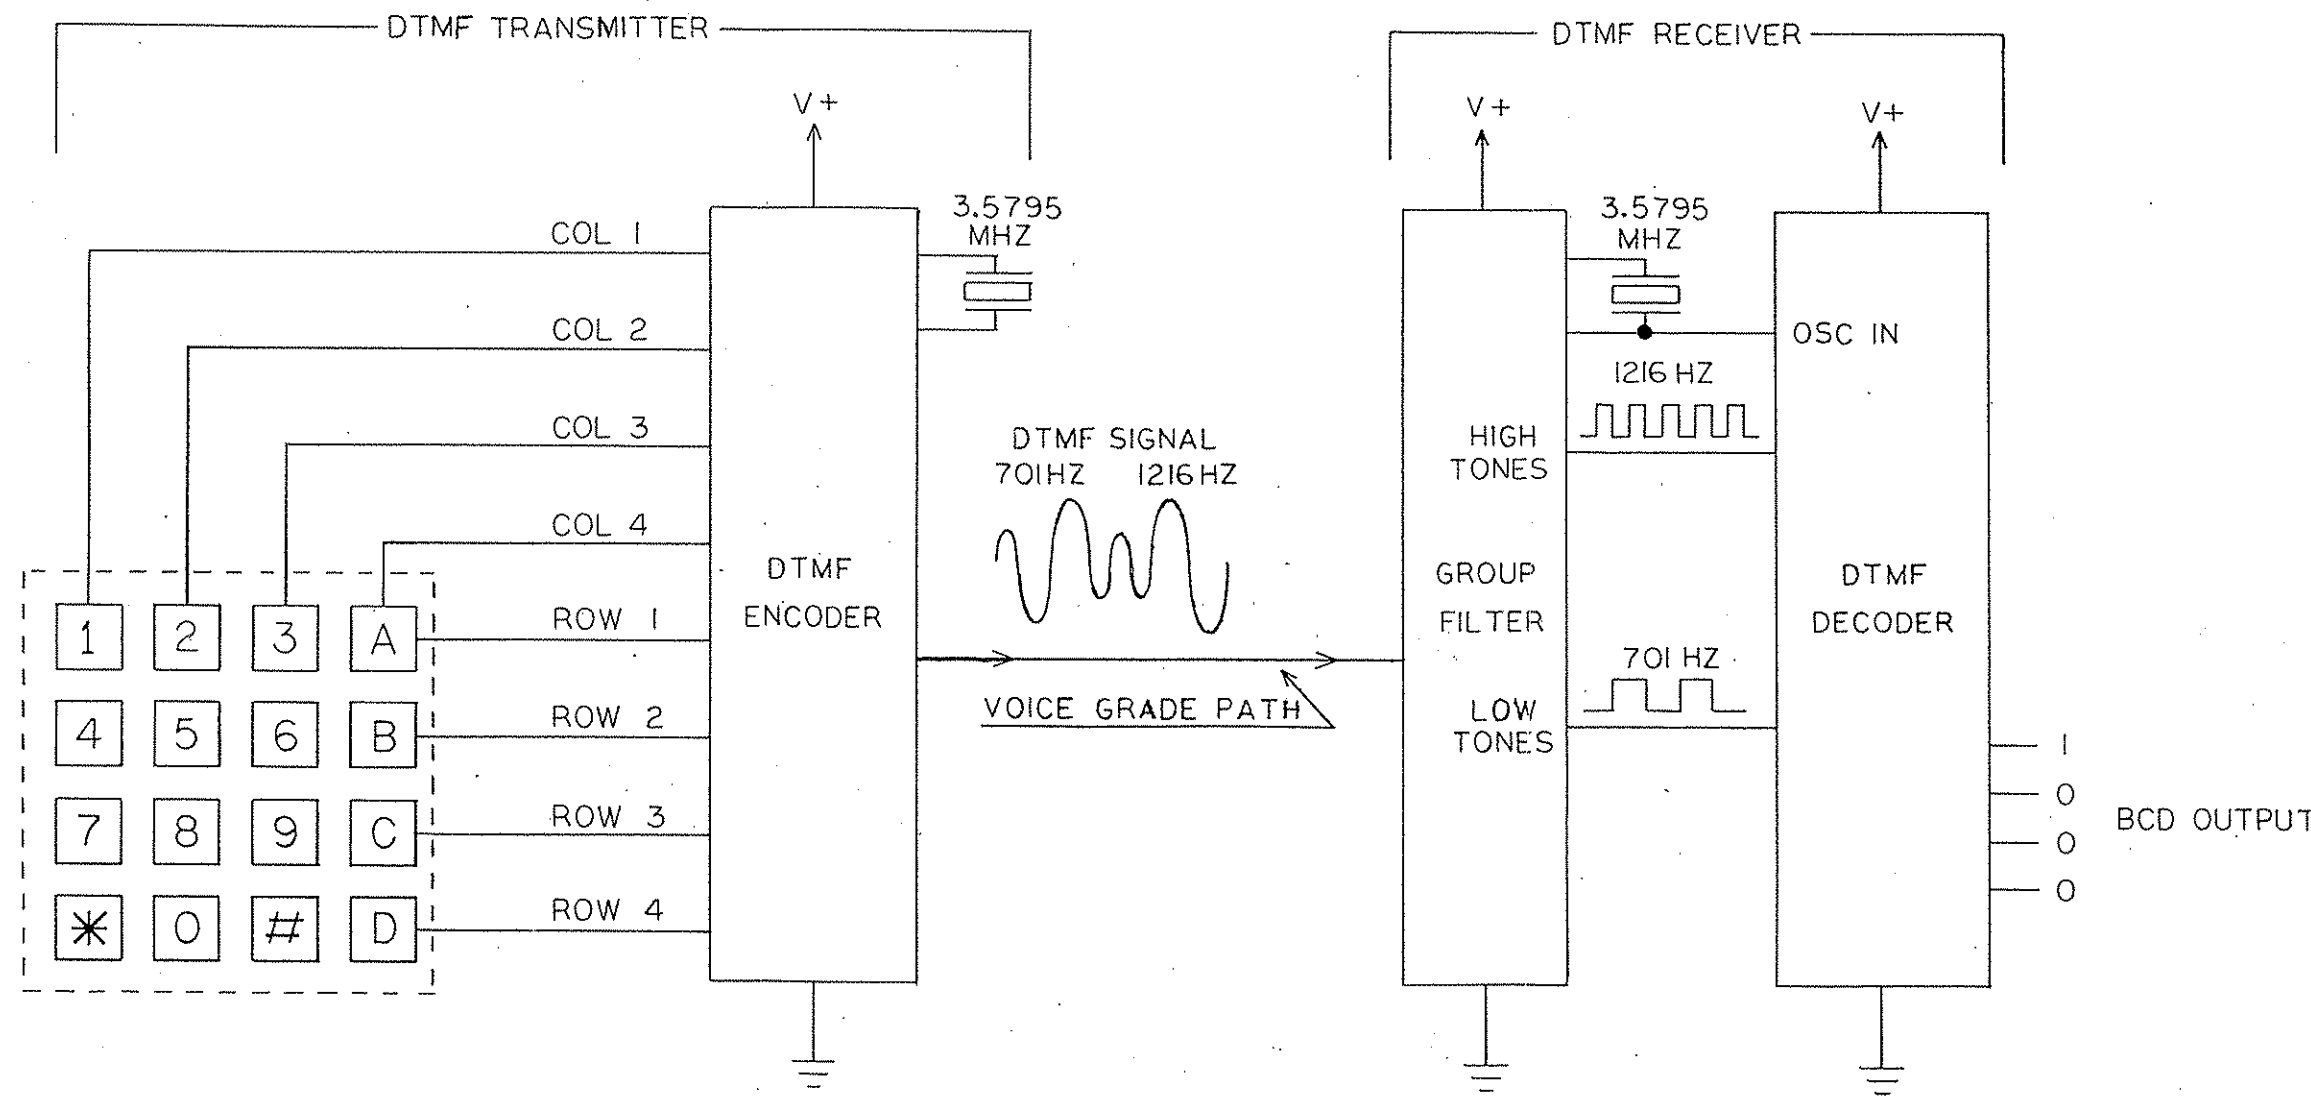 DTMF TRANSMITTER
DTMF RECEIVER
V+
V+
V+
3.5795
MHZ
3.5795
MHZ
COL 1
COL 2
COL 3
COL 4
ROW 1
ROW 2
ROW 3
ROW 4
1 2 3 A
4 5 6 B
7 8 9 C
* 0 # D
DTMF
ENCODER
DTMF SIGNAL
701HZ 1216HZ
VOICE GRADE PATH
HIGH
TONES
GROUP
FILTER
LOW
TONES
OSC IN
1216 HZ
701 HZ
DTMF
DECODER
1
0
0
0
BCD OUTPUT